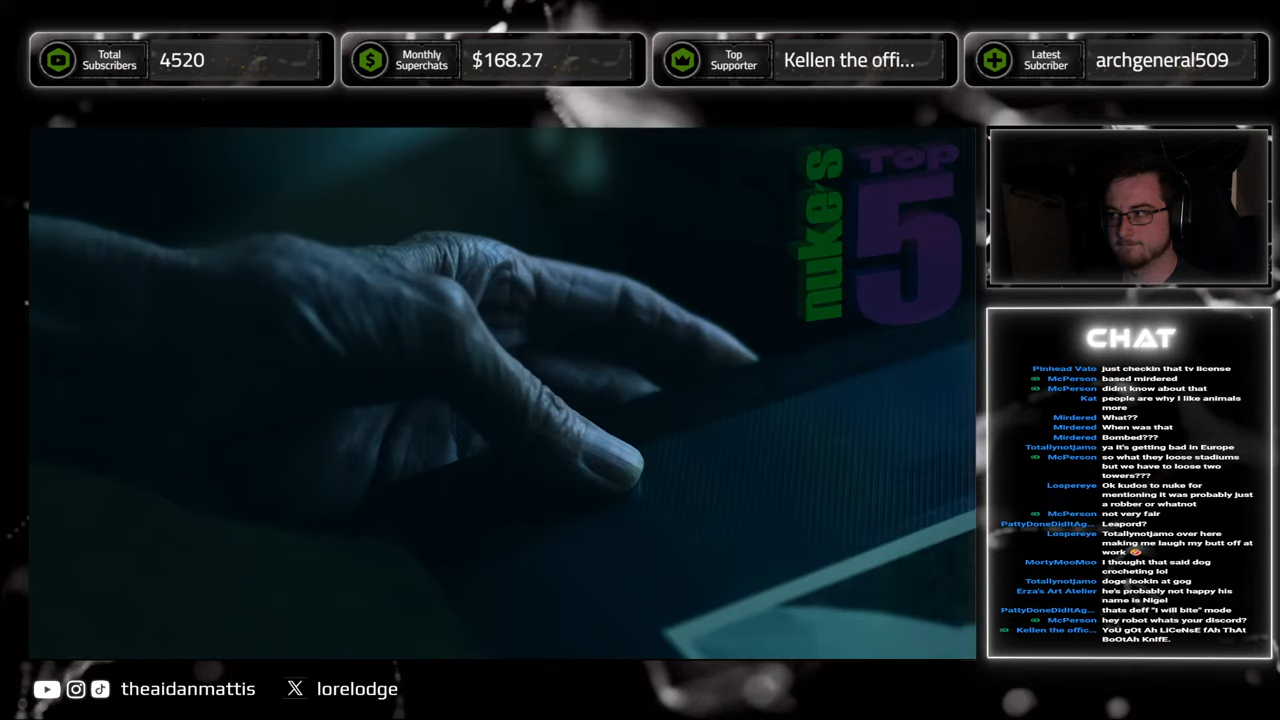 Total
Subscribers
4520
Monthly
Superchats
$168.27
Top
Supporter
Kellen the offi...
Latest
Subcriber
archgeneral509
nuke's
Top
5
CHAT
Pinhead Vato just checkin that tv license
McPerson based mirdered
McPerson didnt know about that
Kat people are why I like animals
more
Mirdered What??
Mirdered When was that
Mirdered Bombed???
Totallynotjamo ya it's getting bad in Europe
McPerson so what they loose stadiums
but we have to loose two
towers???
Lospereye Ok kudos to nuke for
mentioning it was probably just
a robber or whatnot
McPerson not very fair
PattyDoneDidItAg... Leapord?
Lospereye Totallynotjamo over here
making me laugh my butt off at
work 🤣
MortyMooMoo I thought that said dog
crocheting lol
Totallynotjamo doge lookin at gog
Erza's Art Atelier he's probably not happy his
name is Nigel
PattyDoneDidItAg... thats deff "I will bite" mode
McPerson hey robot whats your discord?
Kellen the offic... YoU gOt Ah LiCeNsE fAh ThAt
BoOtAh KnIfE.
theaidanmattis
lorelodge